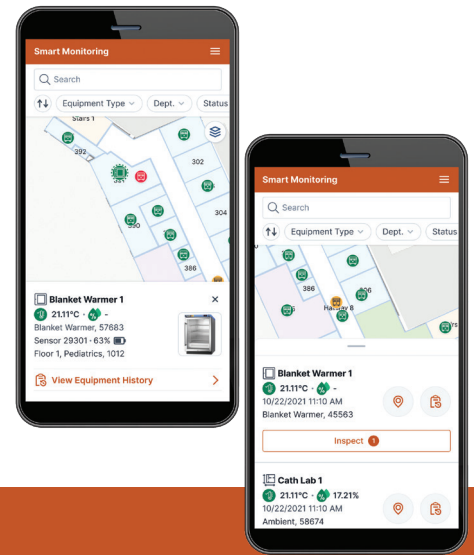 Smart Monitoring
Search
Equipment Type
Dept.
Status
Stairs 1
392
302
304
386
Blanket Warmer 1
21.11°C · -
Blanket Warmer, 57683
Sensor 29301 · 63%
Floor 1, Pediatrics, 1012
View Equipment History
Smart Monitoring
Search
Equipment Type
Dept.
Status
386
Blanket Warmer 1
21.11°C · -
10/22/2021 11:10 AM
Blanket Warmer, 45563
Inspect 1
Cath Lab 1
21.11°C · 17.21%
10/22/2021 11:10 AM
Ambient, 58674